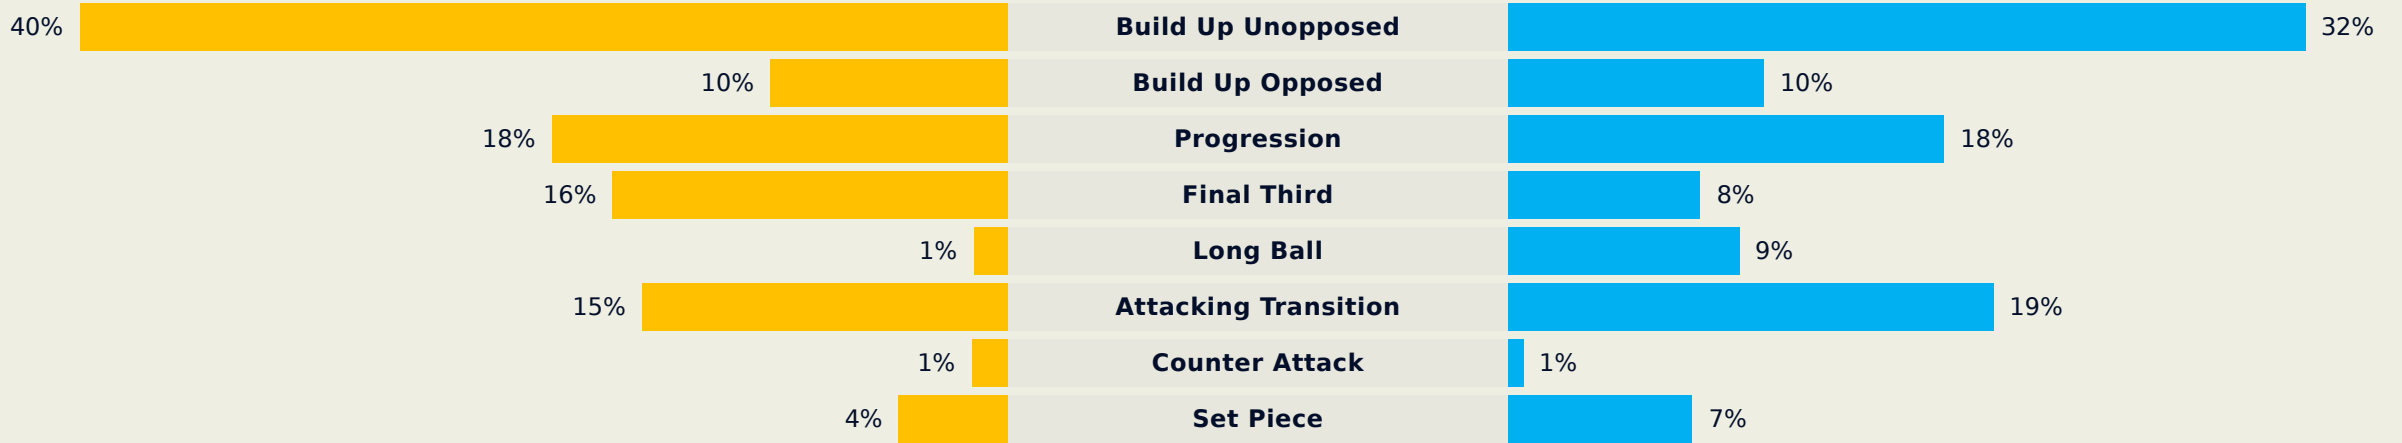 40% Build Up Unopposed 32%
10% Build Up Opposed 10%
18% Progression 18%
16% Final Third 8%
1% Long Ball 9%
15% Attacking Transition 19%
1% Counter Attack 1%
4% Set Piece 7%